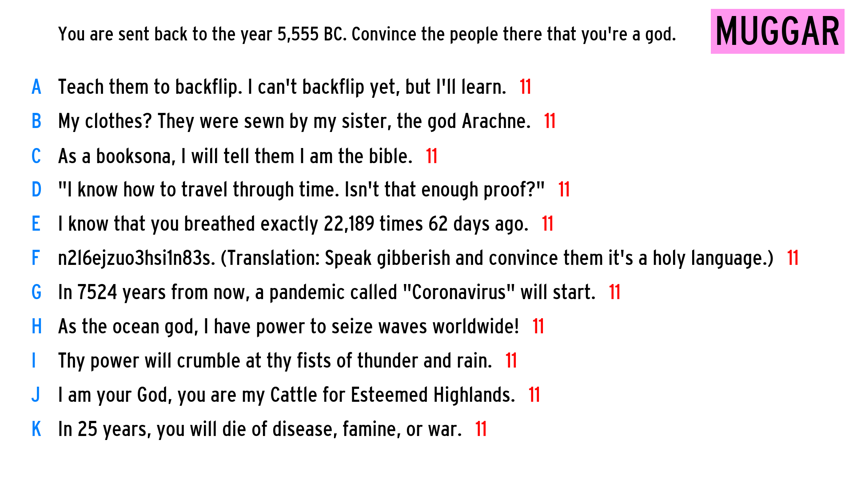 You are sent back to the year 5,555 BC. Convince the people there that you're a god.
MUGGAR
A Teach them to backflip. I can't backflip yet, but I'll learn. 11
B My clothes? They were sewn by my sister, the god Arachne. 11
C As a booksona, I will tell them I am the bible. 11
D "I know how to travel through time. Isn't that enough proof?" 11
E I know that you breathed exactly 22,189 times 62 days ago. 11
F n2l6ejzuo3hsi1n83s. (Translation: Speak gibberish and convince them it's a holy language.) 11
G In 7524 years from now, a pandemic called "Coronavirus" will start. 11
H As the ocean god, I have power to seize waves worldwide! 11
I Thy power will crumble at thy fists of thunder and rain. 11
J I am your God, you are my Cattle for Esteemed Highlands. 11
K In 25 years, you will die of disease, famine, or war. 11